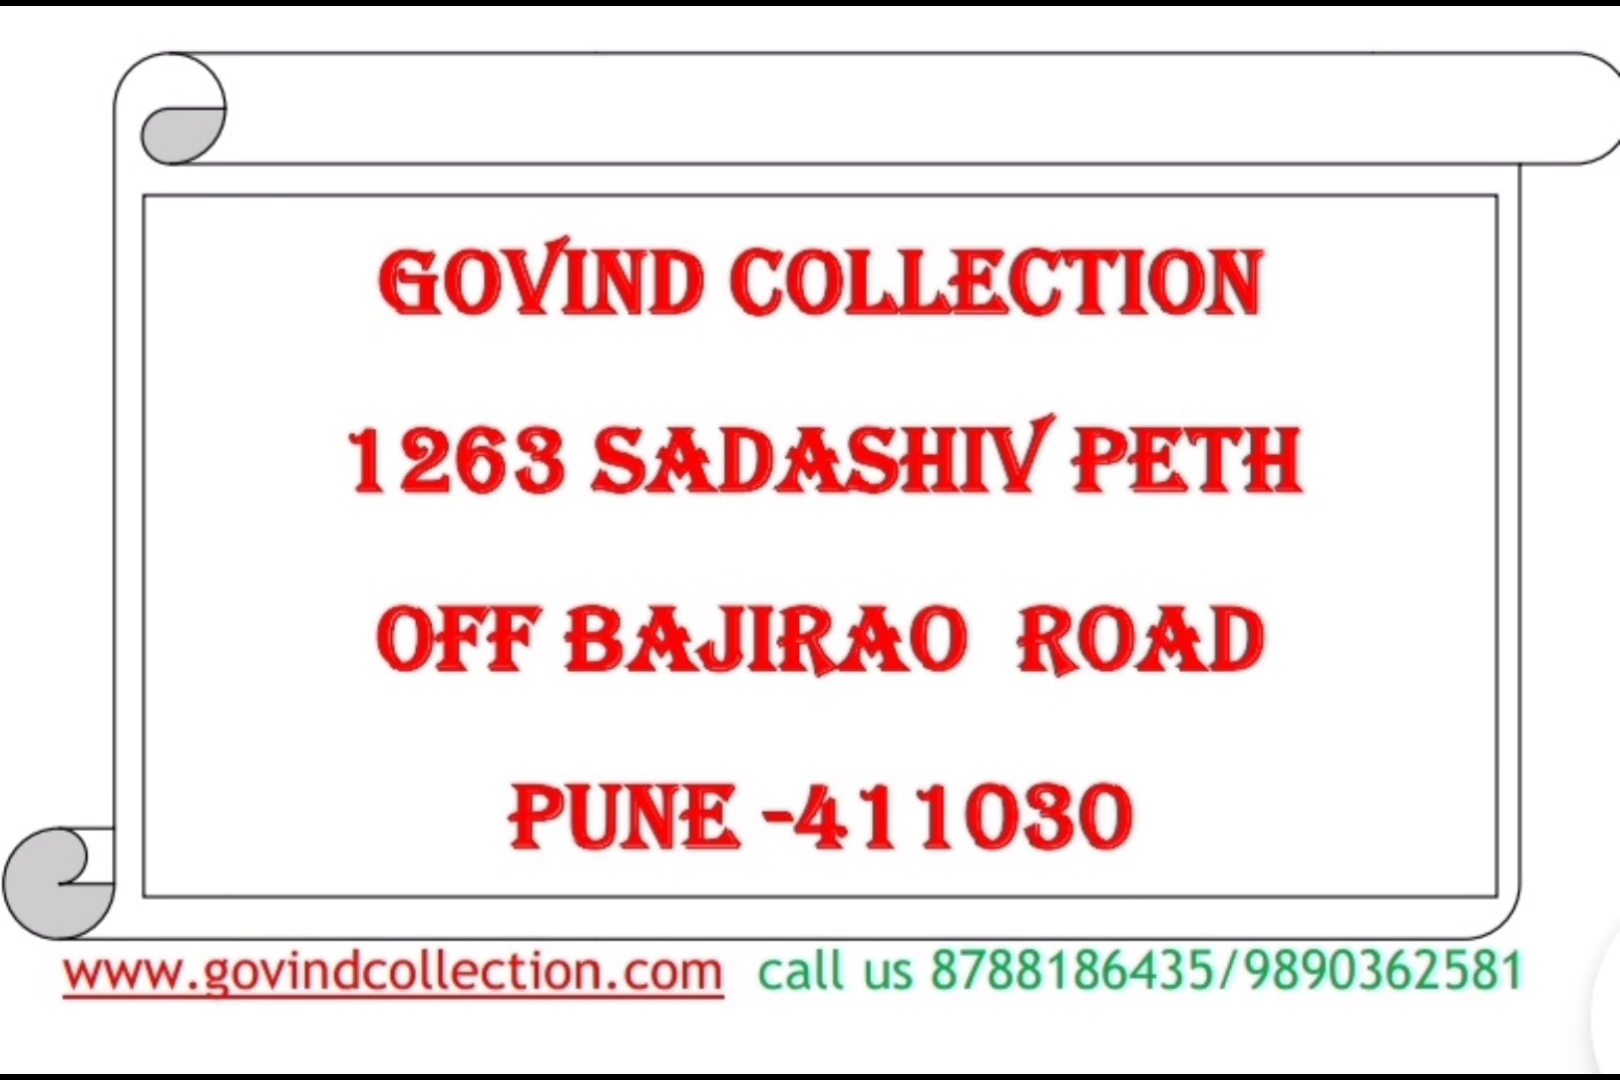 GOVIND COLLECTION
1263 SADASHIV PETH
OFF BAJIRAO ROAD
PUNE -411030
www.govindcollection.com call us 8788186435/9890362581